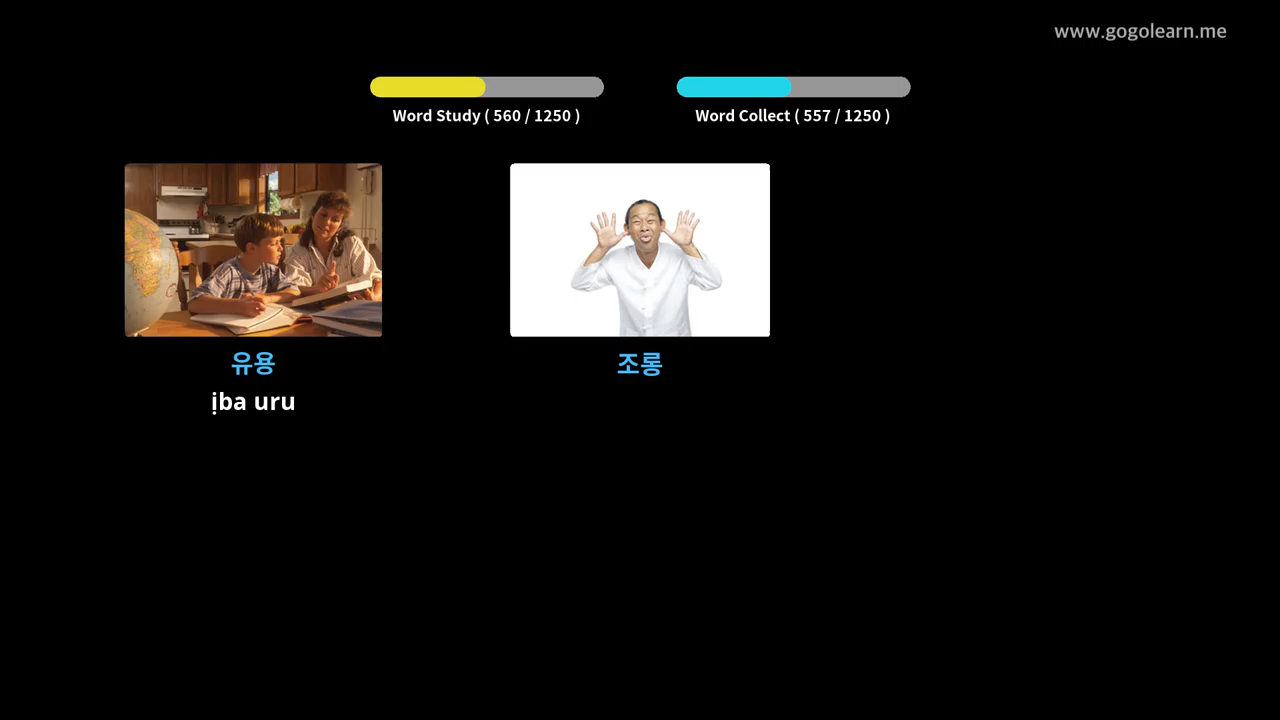 www.gogolearn.me
Word Study ( 560 / 1250 )
Word Collect ( 557 / 1250 )
유용
조롱
ịba uru